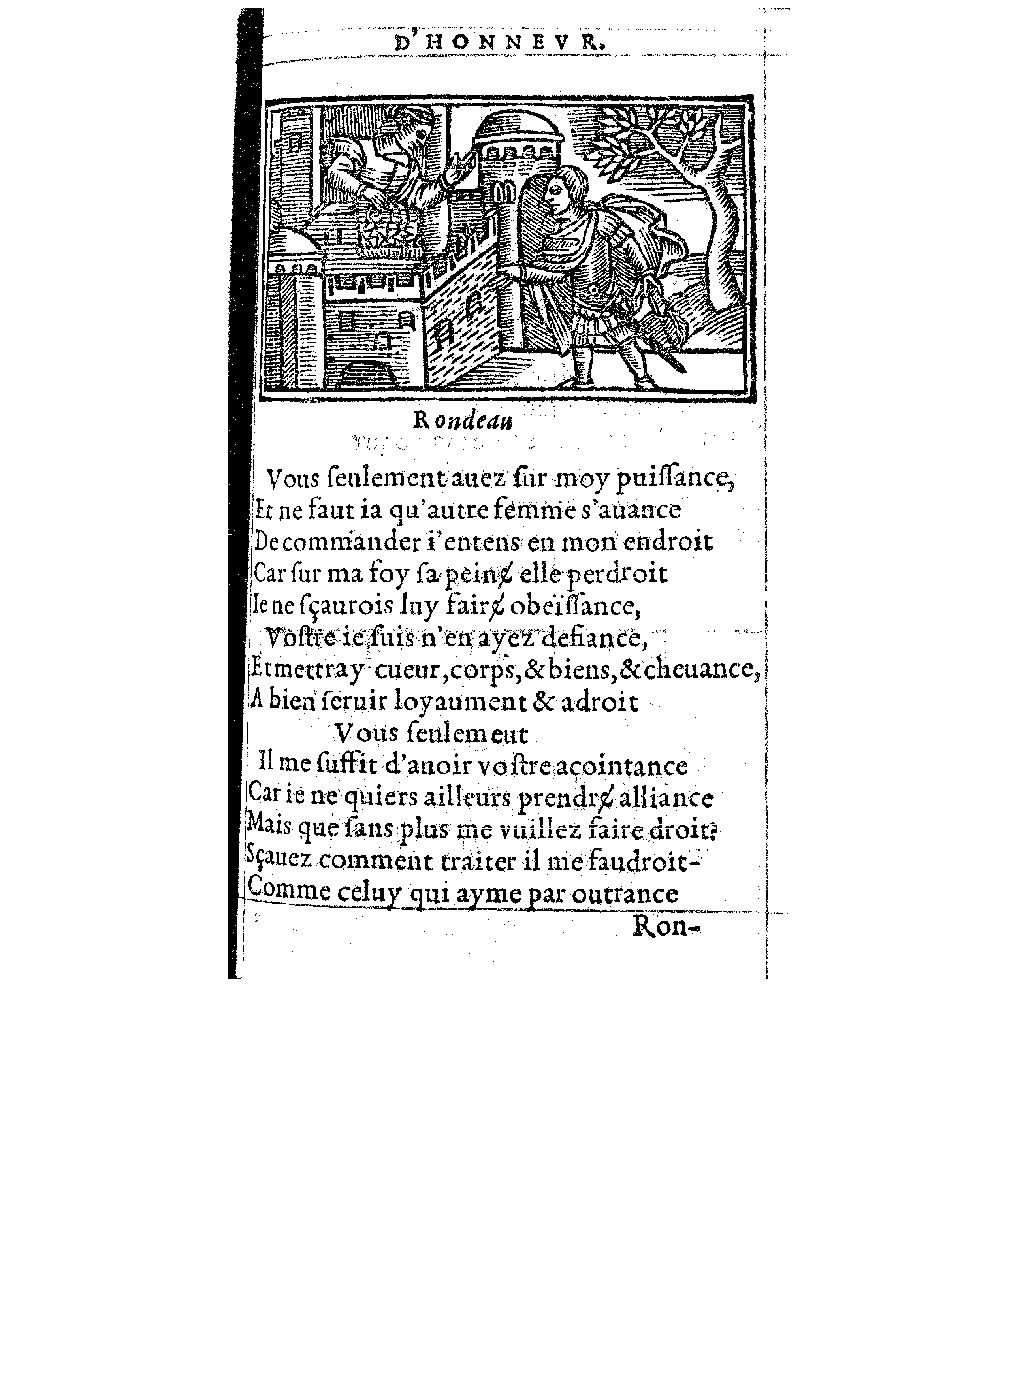 D'HONNEVR.
Rondeau
Vous ſeulement auez ſur moy puiſſance,
Et ne faut ia qu'autre femme s'auance
De commander i'entens en mon endroit
Car ſur ma foy ſa peine̸ elle perdroit
Ie ne ſçaurois luy faire̸ obeïſſance,
Voſtre ie ſuis n'en ayez defiance,
Et mettray cueur, corps, & biens, & cheuance,
A bien ſeruir loyaument & adroit
Vous ſeulemeut
Il me ſuffit d'auoir voſtre açointance
Car ie ne quiers ailleurs prendre̸ alliance
Mais que ſans plus me vuillez faire droit?
Sçauez comment traiter il me faudroit-
Comme celuy qui ayme par outrance
Ron-